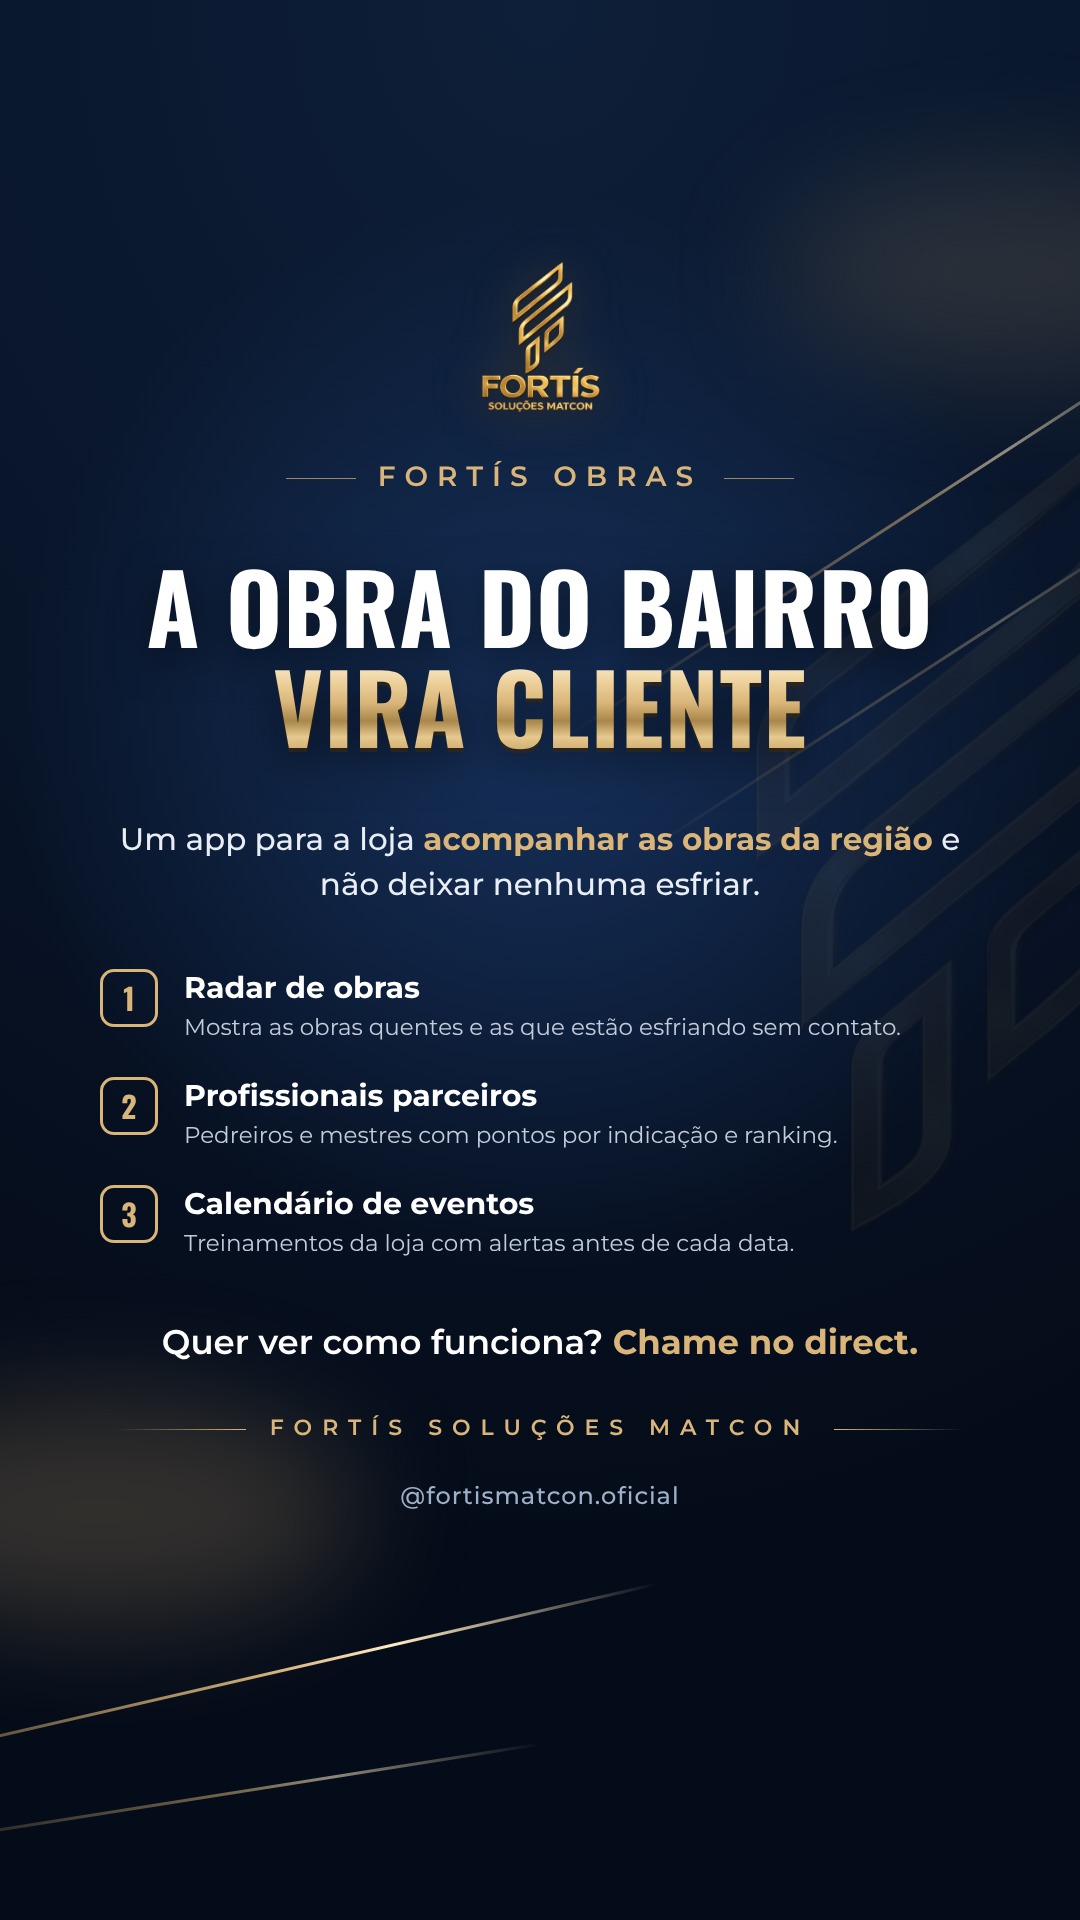 FORTÍS
SOLUÇÕES MATCON
FORTÍS OBRAS
A OBRA DO BAIRRO
VIRA CLIENTE
Um app para a loja acompanhar as obras da região e
não deixar nenhuma esfriar.
1
Radar de obras
Mostra as obras quentes e as que estão esfriando sem contato.
2
Profissionais parceiros
Pedreiros e mestres com pontos por indicação e ranking.
3
Calendário de eventos
Treinamentos da loja com alertas antes de cada data.
Quer ver como funciona? Chame no direct.
FORTÍS SOLUÇÕES MATCON
@fortismatcon.oficial